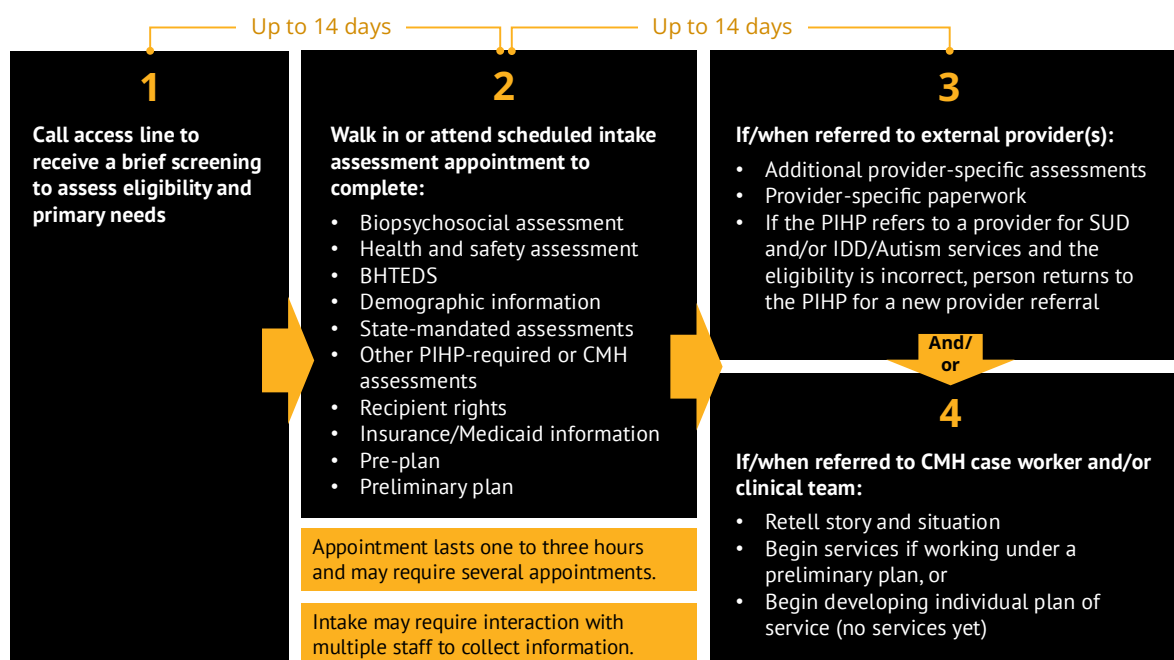 Up to 14 days
Up to 14 days
1
Call access line to
receive a brief screening
to assess eligibility and
primary needs
2
Walk in or attend scheduled intake
assessment appointment to
complete:
• Biopsychosocial assessment
• Health and safety assessment
• BHTEDS
• Demographic information
• State-mandated assessments
• Other PIHP-required or CMH
assessments
• Recipient rights
• Insurance/Medicaid information
• Pre-plan
• Preliminary plan
Appointment lasts one to three hours
and may require several appointments.
Intake may require interaction with
multiple staff to collect information.
3
If/when referred to external provider(s):
• Additional provider-specific assessments
• Provider-specific paperwork
• If the PIHP refers to a provider for SUD
and/or IDD/Autism services and the
eligibility is incorrect, person returns to
the PIHP for a new provider referral
And/
or
4
If/when referred to CMH case worker and/or
clinical team:
• Retell story and situation
• Begin services if working under a
preliminary plan, or
• Begin developing individual plan of
service (no services yet)